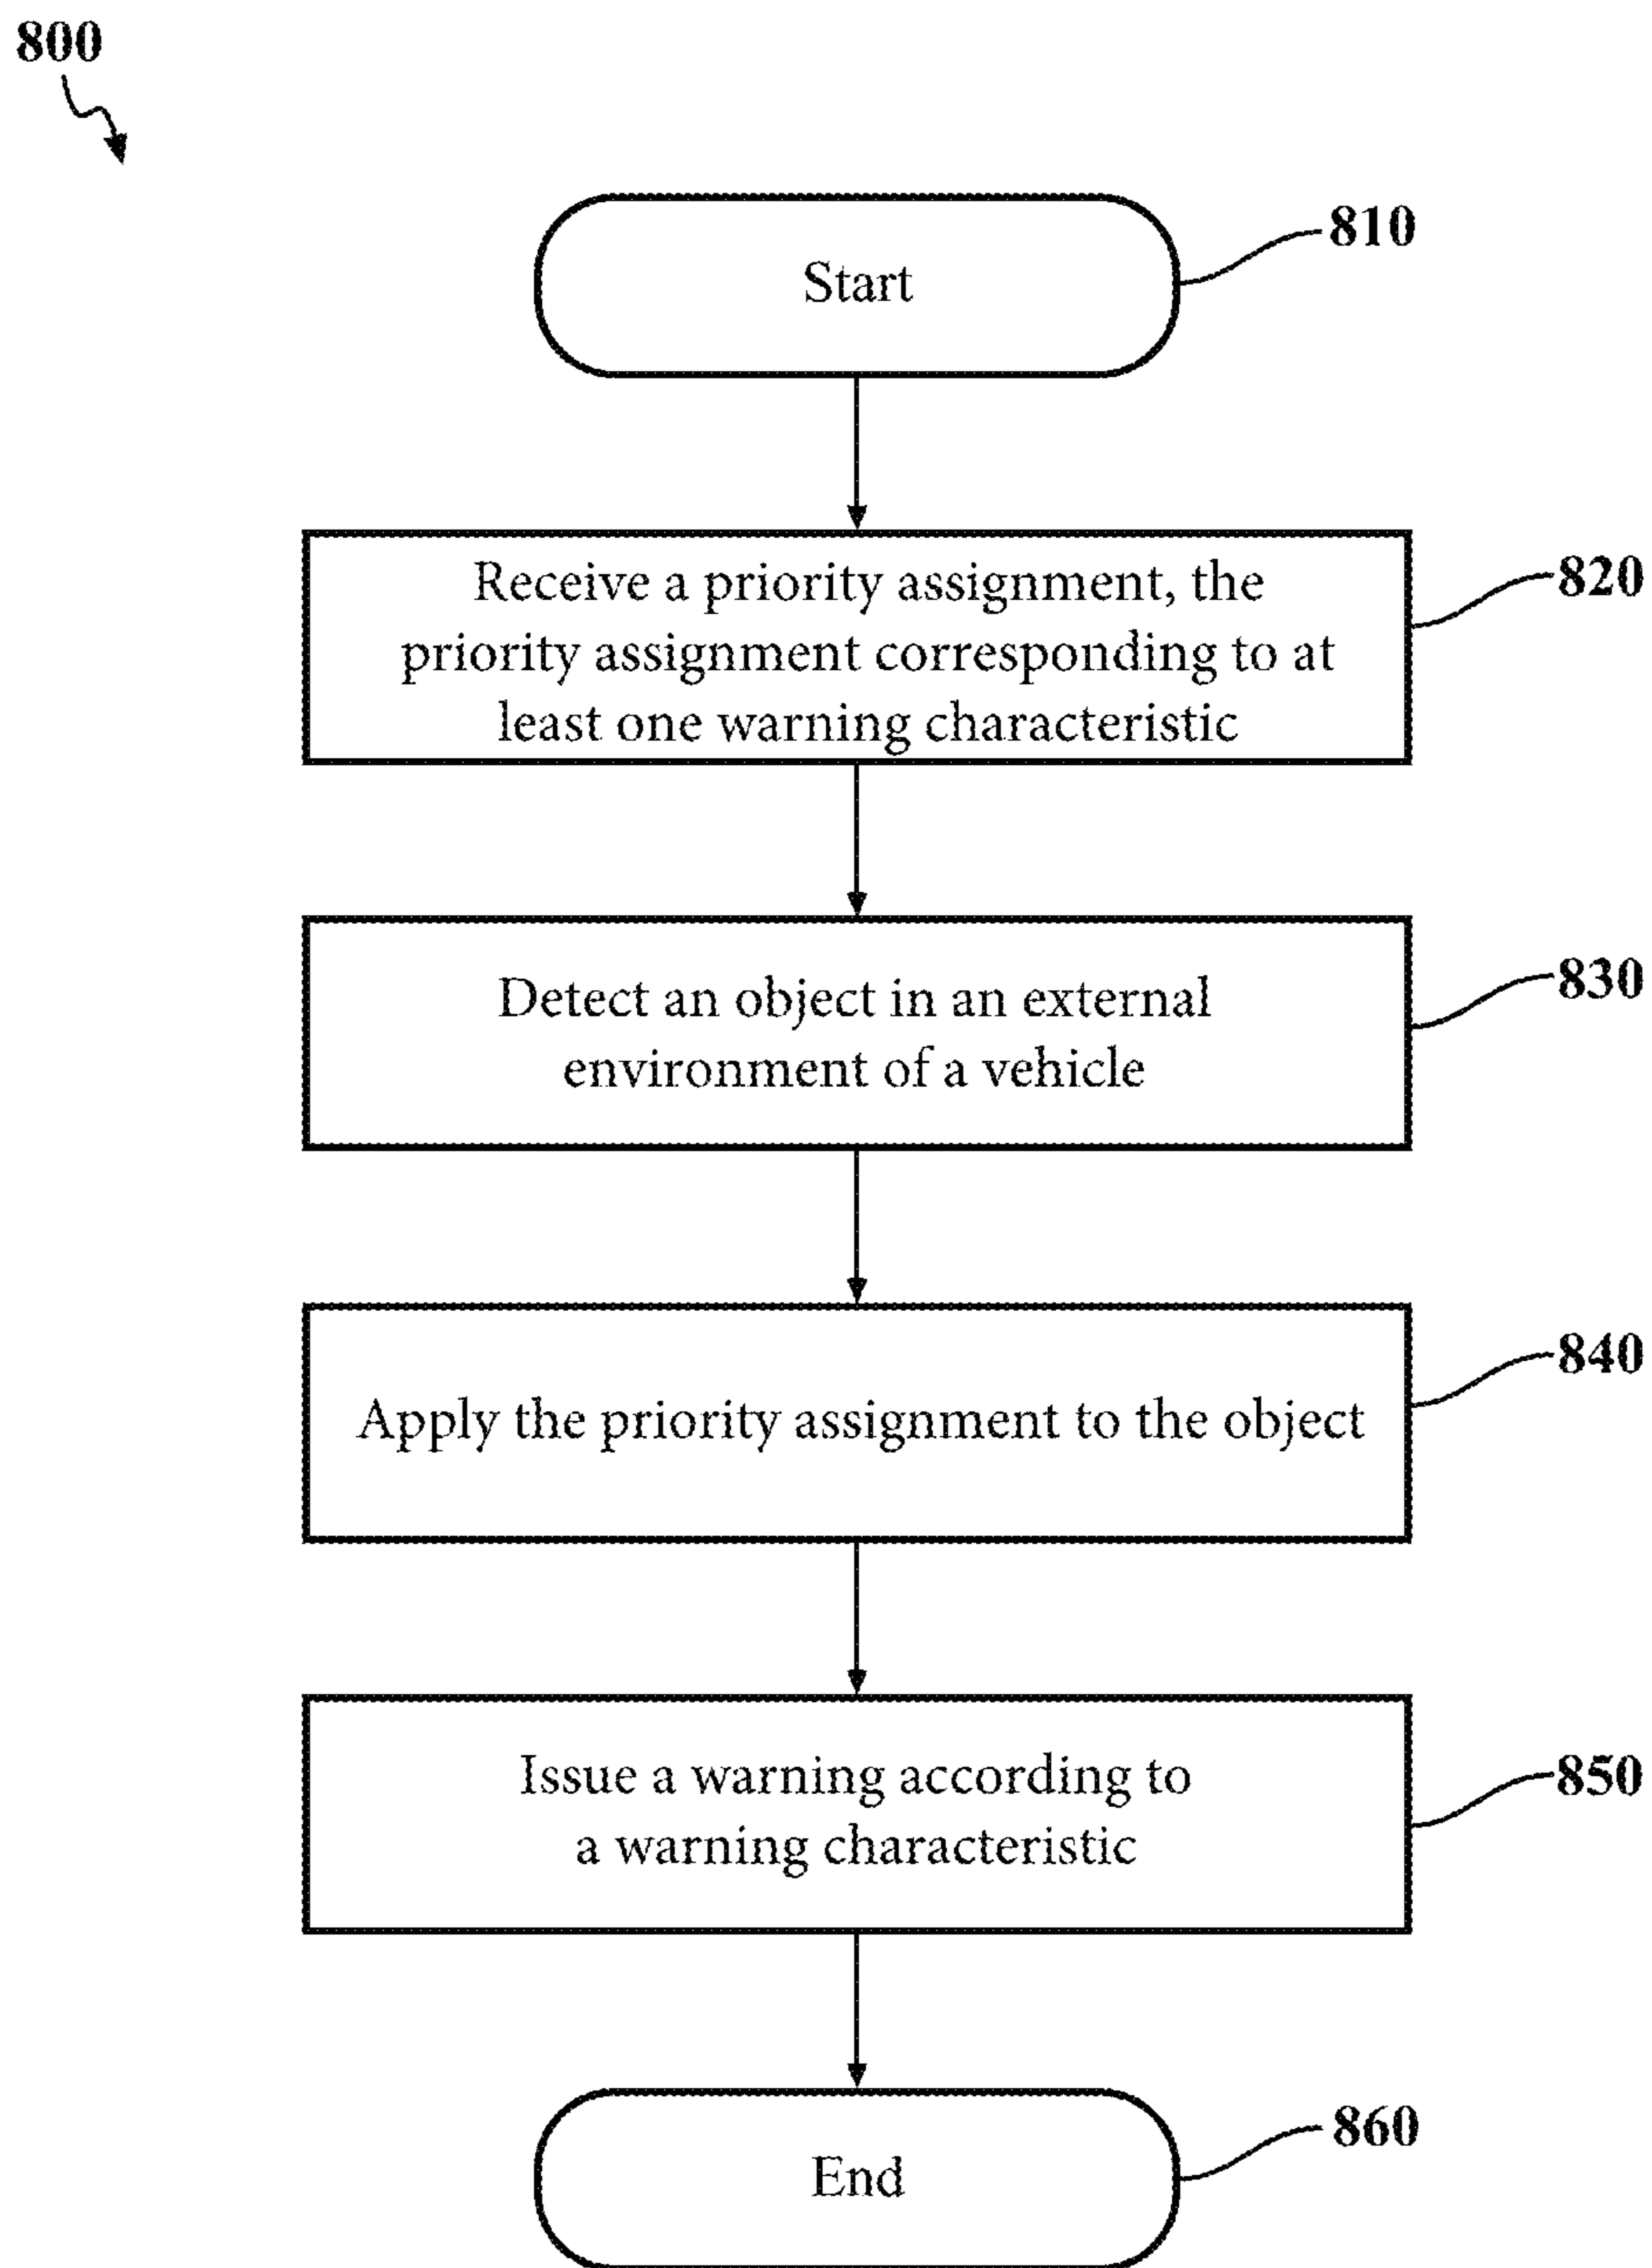 800
810
Start
820
Receive a priority assignment, the
priority assignment corresponding to at
least one warning characteristic
830
Detect an object in an external
environment of a vehicle
840
Apply the priority assignment to the object
850
Issue a warning according to
a warning characteristic
860
End